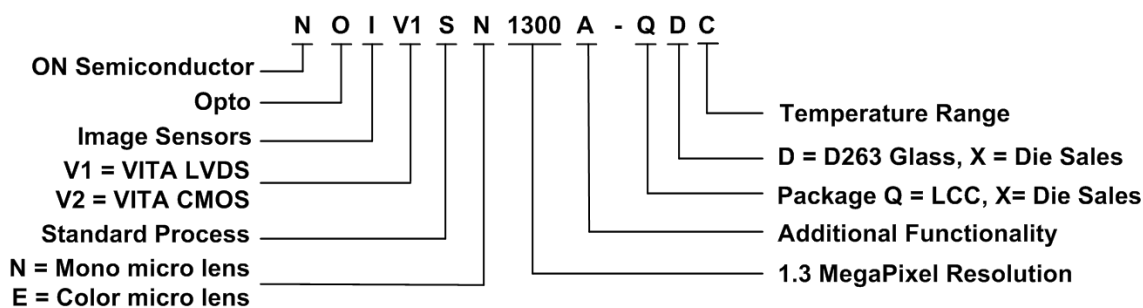 N O I V1 S N 1300 A - Q D C
ON Semiconductor
Opto
Image Sensors
V1 = VITA LVDS
V2 = VITA CMOS
Standard Process
N = Mono micro lens
E = Color micro lens
Temperature Range
D = D263 Glass, X = Die Sales
Package Q = LCC, X= Die Sales
Additional Functionality
1.3 MegaPixel Resolution